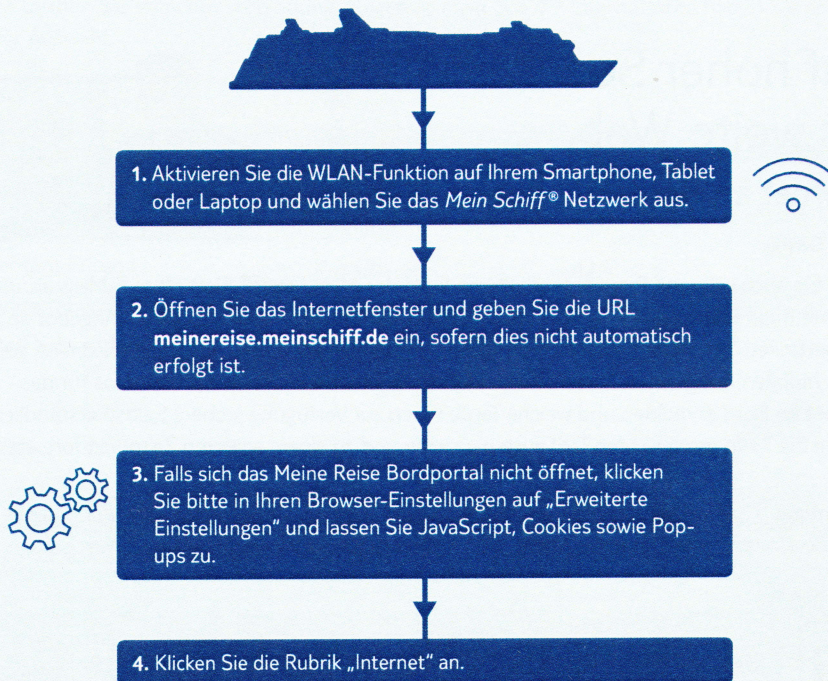 1. Aktivieren Sie die WLAN-Funktion auf Ihrem Smartphone, Tablet
oder Laptop und wählen Sie das Mein Schiff® Netzwerk aus.
2. Öffnen Sie das Internetfenster und geben Sie die URL
meinereise.meinschiff.de ein, sofern dies nicht automatisch
erfolgt ist.
3. Falls sich das Meine Reise Bordportal nicht öffnet, klicken
Sie bitte in Ihren Browser-Einstellungen auf „Erweiterte
Einstellungen“ und lassen Sie JavaScript, Cookies sowie Pop-
ups zu.
4. Klicken Sie die Rubrik „Internet“ an.